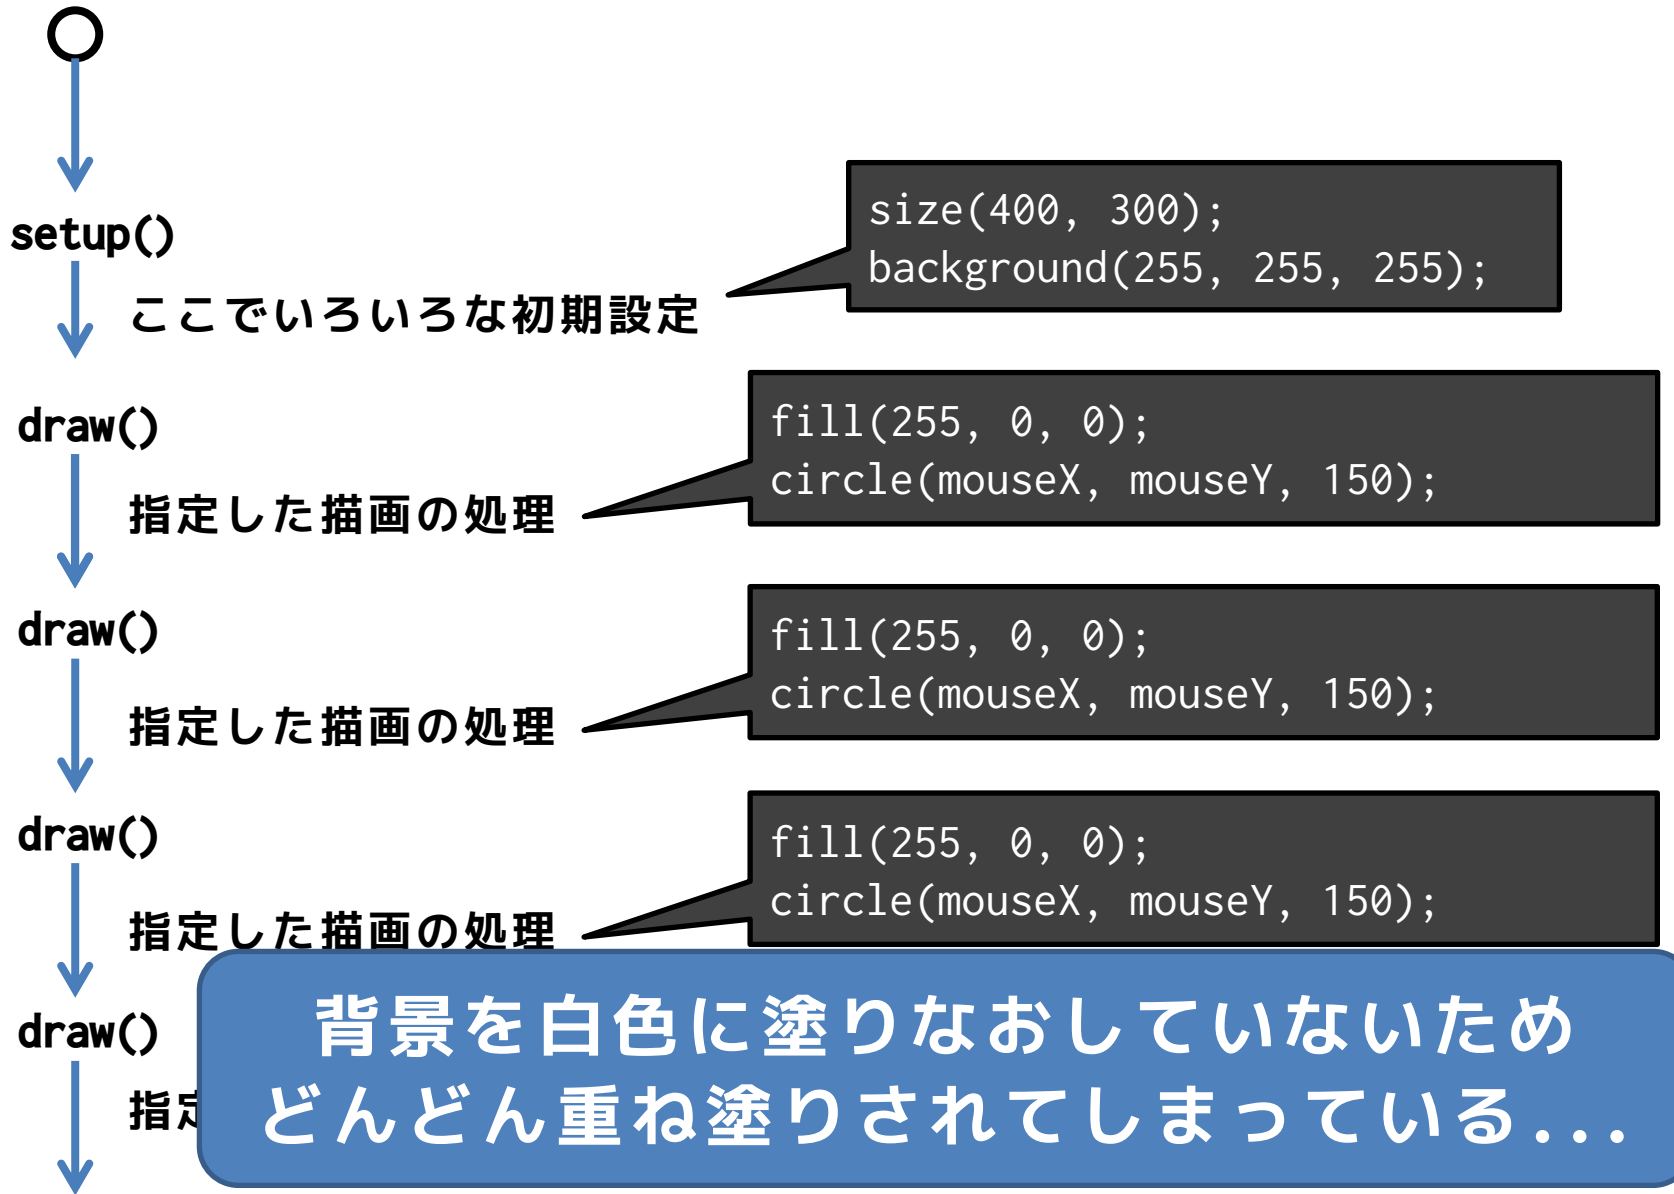 setup()
size(400, 300);
background(255, 255, 255);
ここでいろいろな初期設定
draw()
fill(255, 0, 0);
circle(mouseX, mouseY, 150);
指定した描画の処理
draw()
fill(255, 0, 0);
circle(mouseX, mouseY, 150);
指定した描画の処理
draw()
fill(255, 0, 0);
circle(mouseX, mouseY, 150);
指定した描画の処理
draw()
指定
背景を白色に塗りなおしていないため
どんどん重ね塗りされてしまっている...